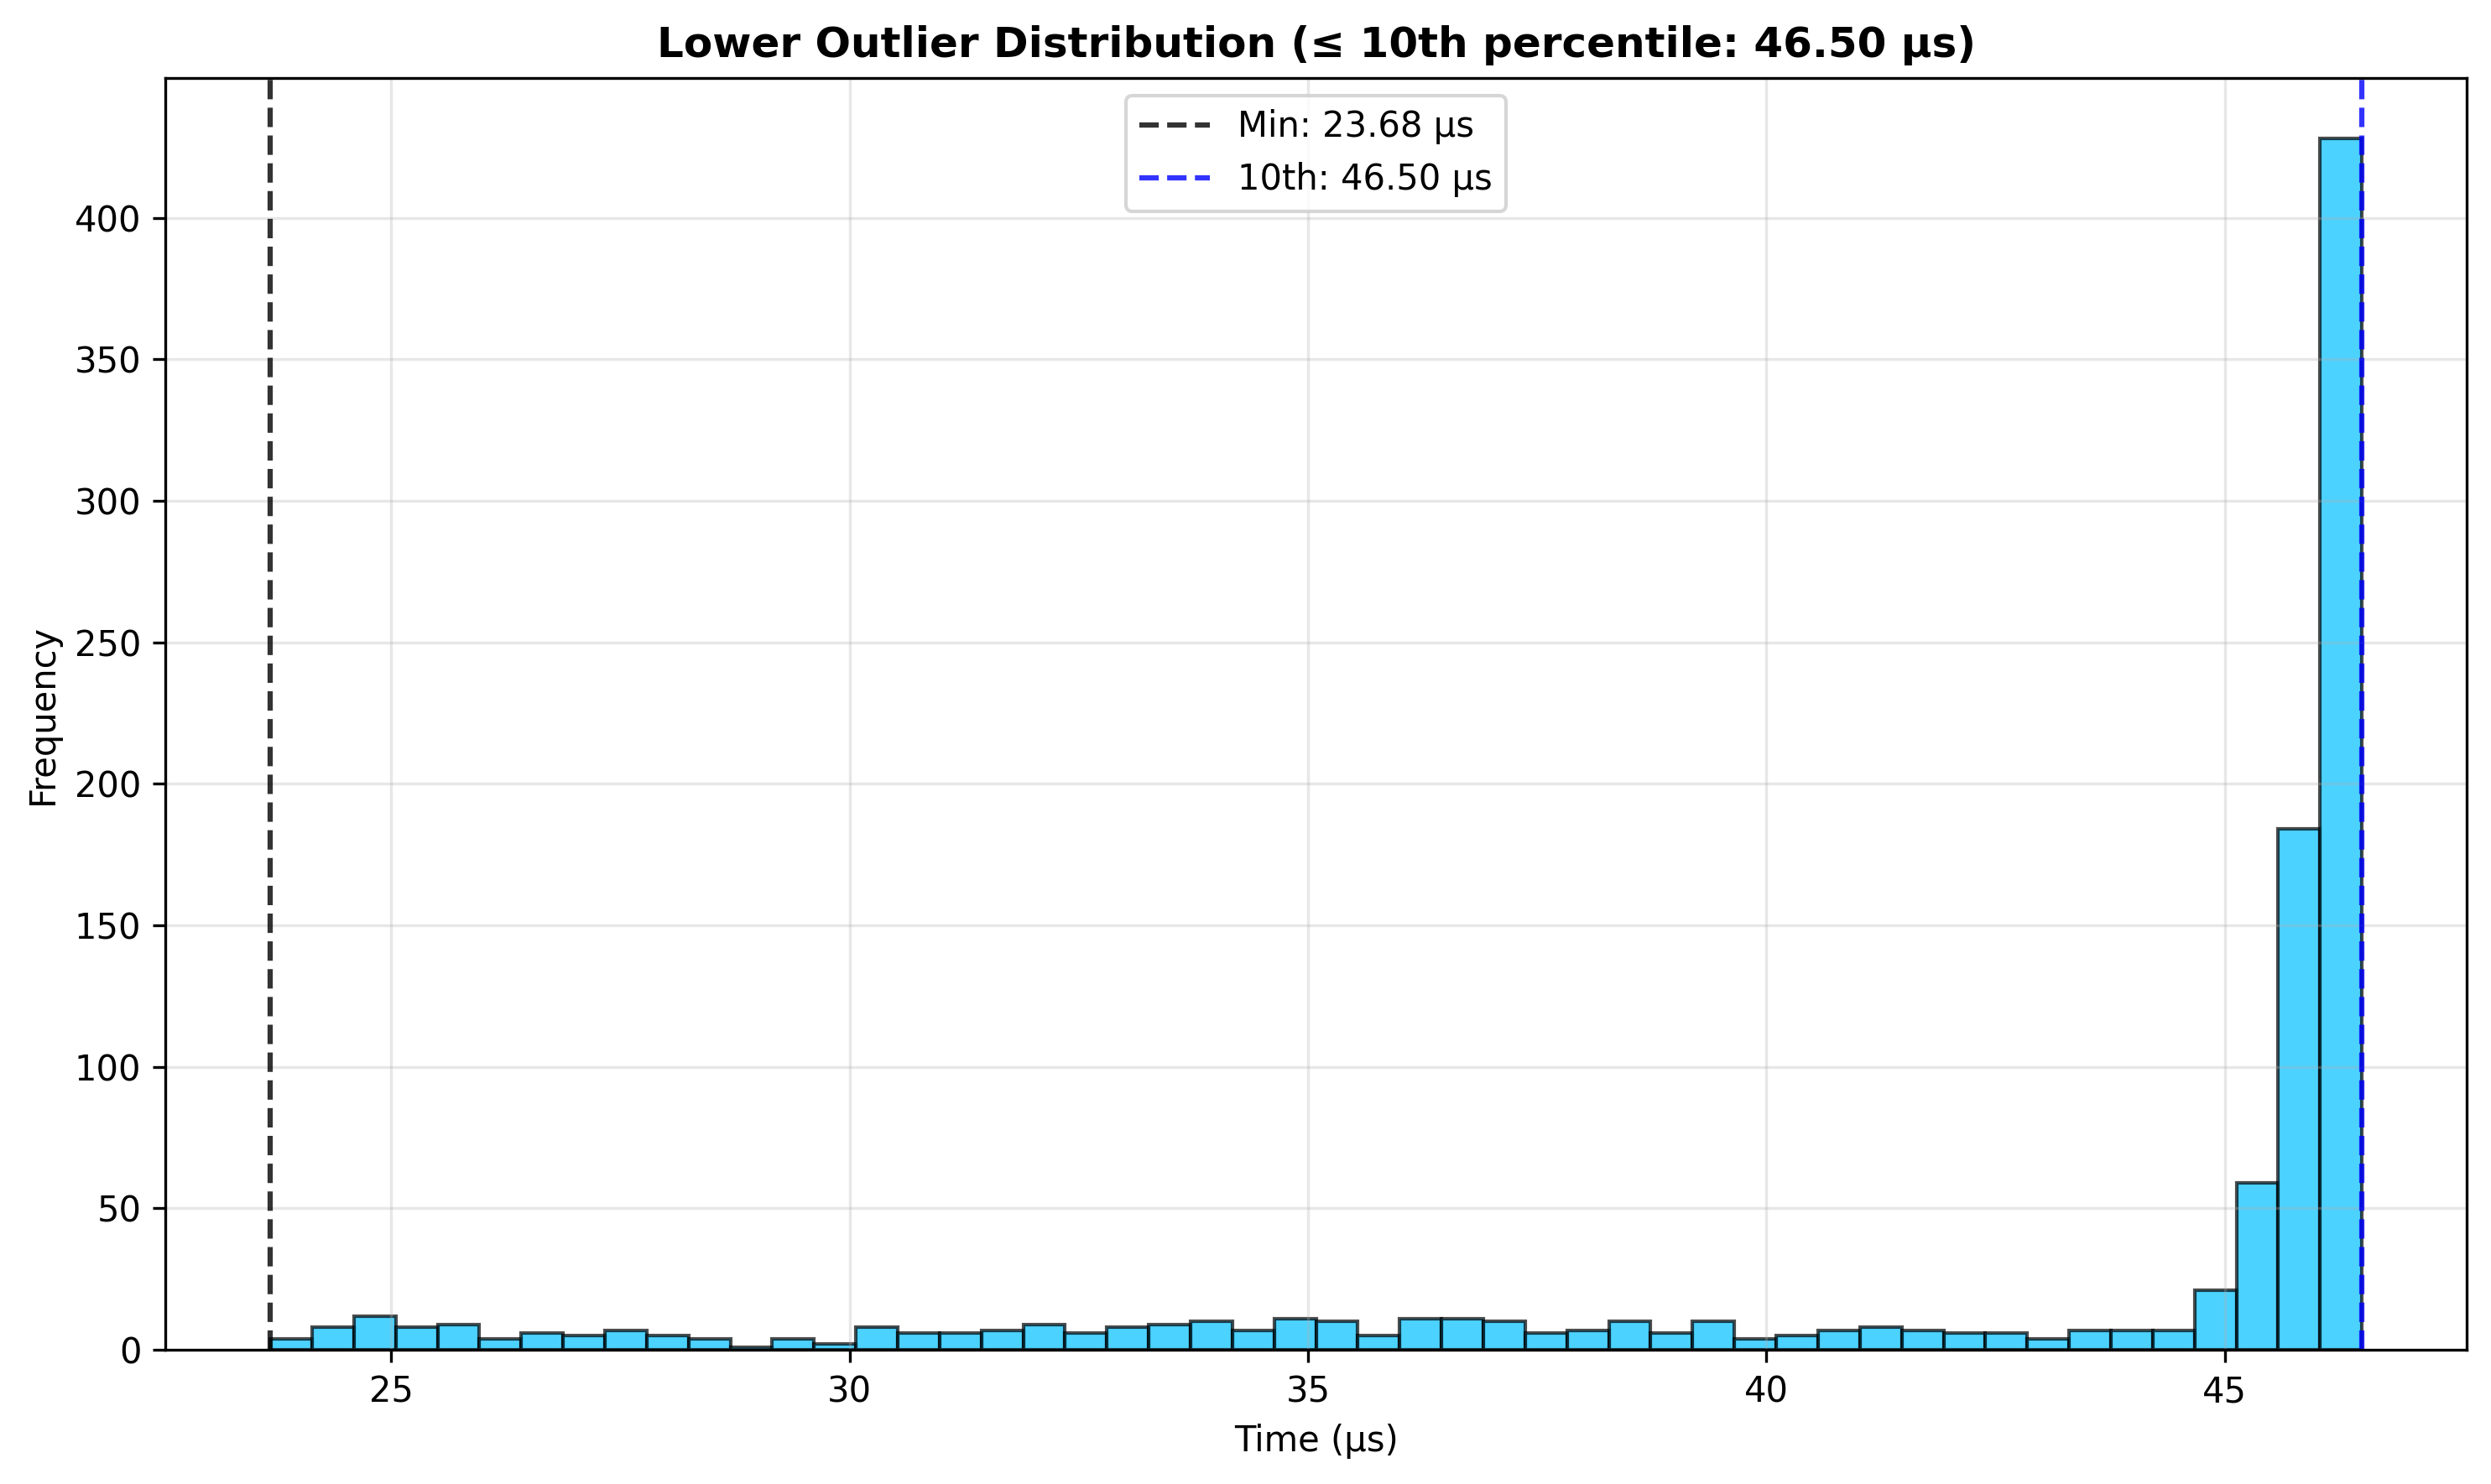 Lower Outlier Distribution (≤ 10th percentile: 46.50 µs)
Min: 23.68 µs
10th: 46.50 µs
400
350
300
250
200
150
100
50
0
Frequency
25 30 35 40 45
Time (µs)